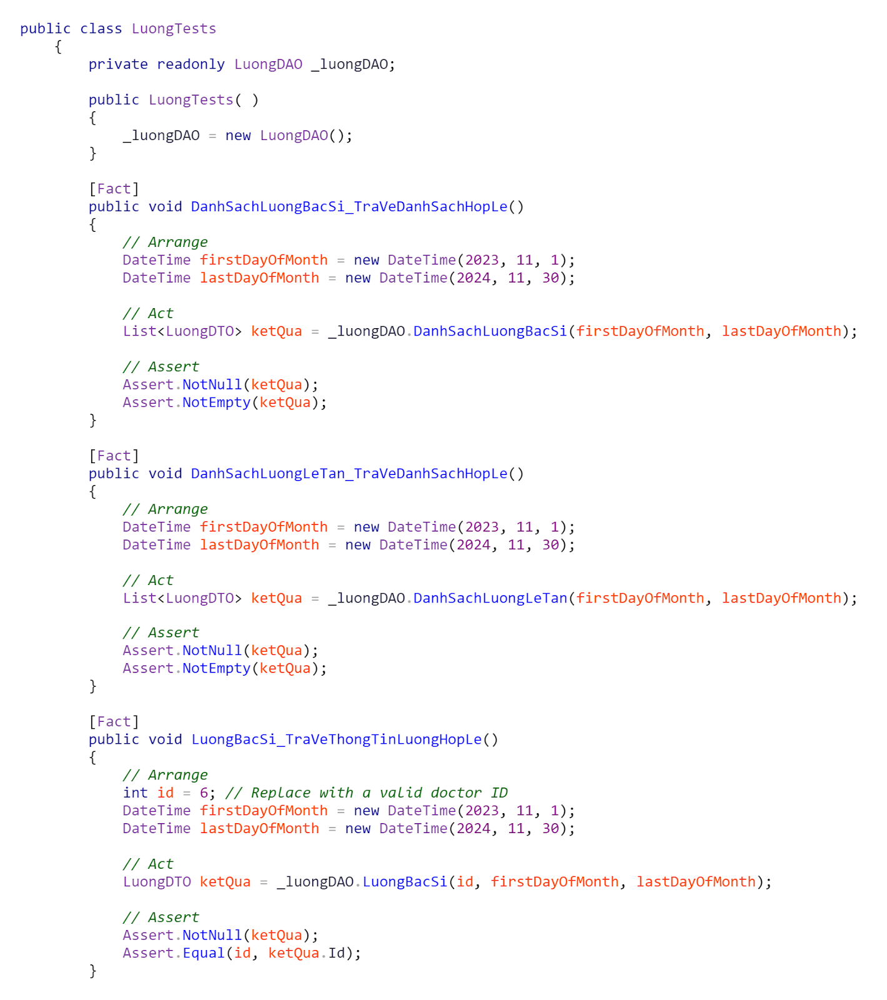 public class LuongTests
    {
        private readonly LuongDAO _luongDAO;

        public LuongTests( )
        {
            _luongDAO = new LuongDAO();
        }

        [Fact]
        public void DanhSachLuongBacSi_TraVeDanhSachHopLe()
        {
            // Arrange
            DateTime firstDayOfMonth = new DateTime(2023, 11, 1);
            DateTime lastDayOfMonth = new DateTime(2024, 11, 30);

            // Act
            List<LuongDTO> ketQua = _luongDAO.DanhSachLuongBacSi(firstDayOfMonth, lastDayOfMonth);

            // Assert
            Assert.NotNull(ketQua);
            Assert.NotEmpty(ketQua);
        }

        [Fact]
        public void DanhSachLuongLeTan_TraVeDanhSachHopLe()
        {
            // Arrange
            DateTime firstDayOfMonth = new DateTime(2023, 11, 1);
            DateTime lastDayOfMonth = new DateTime(2024, 11, 30);

            // Act
            List<LuongDTO> ketQua = _luongDAO.DanhSachLuongLeTan(firstDayOfMonth, lastDayOfMonth);

            // Assert
            Assert.NotNull(ketQua);
            Assert.NotEmpty(ketQua);
        }

        [Fact]
        public void LuongBacSi_TraVeThongTinLuongHopLe()
        {
            // Arrange
            int id = 6; // Replace with a valid doctor ID
            DateTime firstDayOfMonth = new DateTime(2023, 11, 1);
            DateTime lastDayOfMonth = new DateTime(2024, 11, 30);

            // Act
            LuongDTO ketQua = _luongDAO.LuongBacSi(id, firstDayOfMonth, lastDayOfMonth);

            // Assert
            Assert.NotNull(ketQua);
            Assert.Equal(id, ketQua.Id);
        }